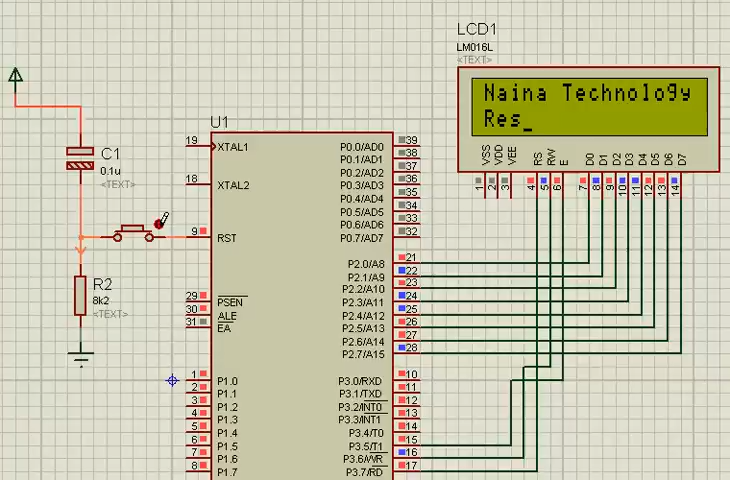 LCD1
LM016L
<TEXT>
Naina Technology
Res_
VSS VDD VEE RS RW E D0 D1 D2 D3 D4 D5 D6 D7
1 2 3 4 5 6 7 8 9 10 11 12 13 14
C1
0.1u
<TEXT>
R2
8k2
<TEXT>
U1
19 XTAL1 P0.0/AD0 39
P0.1/AD1 38
P0.2/AD2 37
18 XTAL2 P0.3/AD3 36
P0.4/AD4 35
P0.5/AD5 34
P0.6/AD6 33
9 RST P0.7/AD7 32
P2.0/A8 21
P2.1/A9 22
P2.2/A10 23
29 PSEN P2.3/A11 24
30 ALE P2.4/A12 25
31 EA P2.5/A13 26
P2.6/A14 27
P2.7/A15 28
1 P1.0 P3.0/RXD 10
2 P1.1 P3.1/TXD 11
3 P1.2 P3.2/INT0 12
4 P1.3 P3.3/INT1 13
5 P1.4 P3.4/T0 14
6 P1.5 P3.5/T1 15
7 P1.6 P3.6/WR 16
8 P1.7 P3.7/RD 17